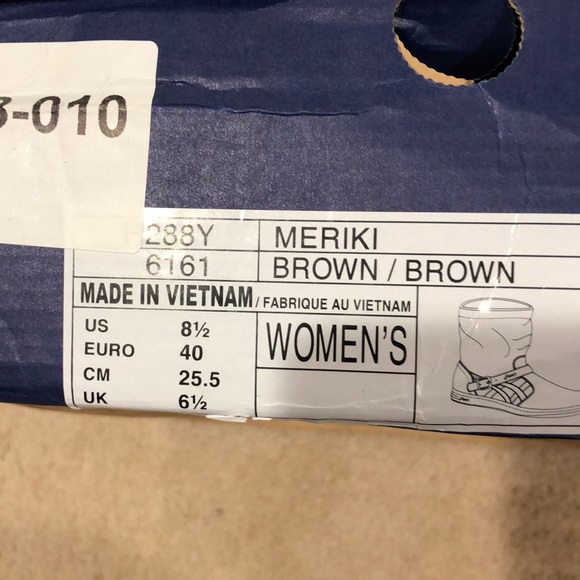 3-010
H288Y MERIKI
6161 BROWN / BROWN
MADE IN VIETNAM / FABRIQUE AU VIETNAM
US 8½
EURO 40
CM 25.5
UK 6½
WOMEN'S